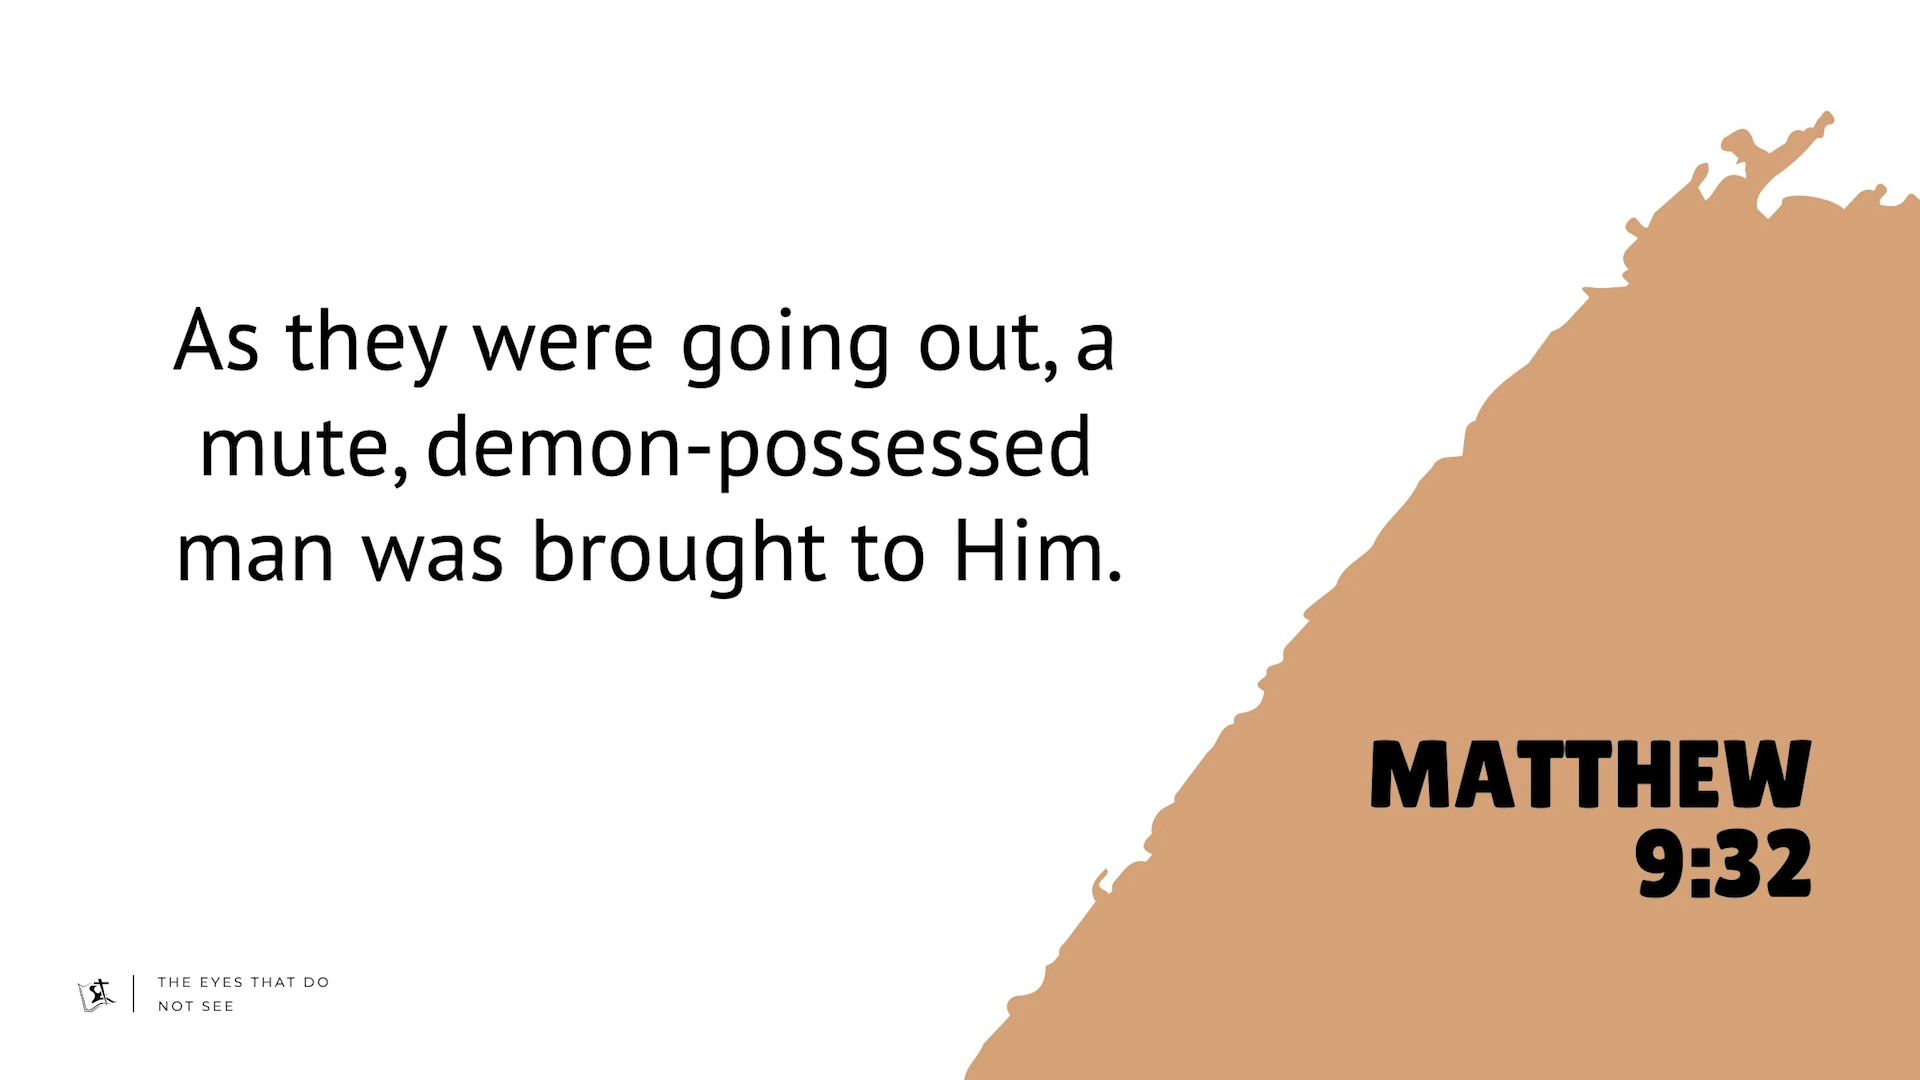 As they were going out, a
mute, demon-possessed
man was brought to Him.
MATTHEW
9:32
THE EYES THAT DO
NOT SEE